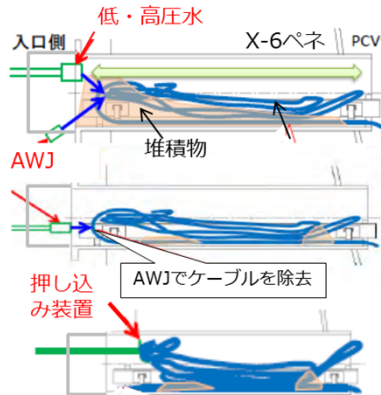 低・高圧水
入口側
X-6ペネ
PCV
堆積物
AWJ
AWJでケーブルを除去
押し込
み装置